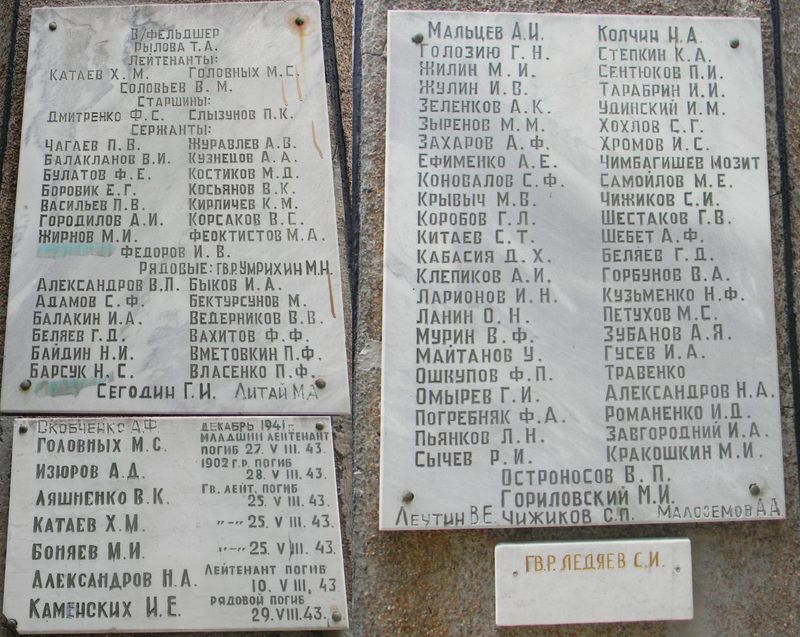 В/ФЕЛЬДШЕР
РЫЛОВА Т.А.
ЛЕЙТЕНАНТЫ:
КАТАЕВ Х.М. ГОЛОВНЫХ М.С.
СОЛОВЬЕВ В.М.
СТАРШИНЫ:
ДМИТРЕНКО Ф.С. СЛЫЗУНОВ П.К.
СЕРЖАНТЫ:
ЧАГАЕВ П.В. ЖУРАВЛЕВ А.В.
БАЛАКЛАНОВ В.И. КУЗНЕЦОВ А.А.
БУЛАТОВ Ф.Е. КОСТИКОВ М.Д.
БОРОВИК Е.Г. КОСЬЯНОВ В.К.
ВАСИЛЬЕВ П.В. КИРПИЧЕВ К.М.
ГОРОДИЛОВ А.И. КОРСАКОВ В.С.
ЖИРНОВ М.И. ФЕОКТИСТОВ М.А.
ФЕДОРОВ И.В.
РЯДОВЫЕ: ГВ.Р.УМРИХИН М.Н.
АЛЕКСАНДРОВ В.П. БЫКОВ И.А.
АДАМОВ С.Ф. БЕКТУРСУНОВ М.
БАЛАКИН И.А. ВЕДЕРНИКОВ В.В.
БЕЛЯЕВ Г.Д. ВАХИТОВ Ф.Ф.
БАЙДИН Н.И. ВМЕТОВКИН П.Ф.
БАРСУК Н.С. ВЛАСЕНКО П.Ф.
СЕГОДИН Г.И. ЛИТАЙ М.А
СКОБЧЕНКО А.Ф. ДЕКАБРЬ 1941 г.
ГОЛОВНЫХ М.С. МЛАДШИЙ ЛЕЙТЕНАНТ
ПОГИБ 27. VIII. 43.
ИЗЮРОВ А.Д. 1902 г.р. ПОГИБ
28. VIII. 43.
ЛЯШНЕНКО В.К. ГВ. ЛЕЙТ. ПОГИБ
25. VIII. 43.
КАТАЕВ Х.М. "-" 25. VIII. 43.
БОНЯЕВ М.И. "-" 25. VIII. 43.
АЛЕКСАНДРОВ Н.А. ЛЕЙТЕНАНТ ПОГИБ
10. VIII, 43
КАМЕНСКИХ И.Е. РЯДОВОЙ ПОГИБ
29. VIII. 43.
МАЛЬЦЕВ А.И. КОЛЧИН Н.А.
ГОЛОЗИЮ Г.Н. СТЕПКИН К.А.
ЖИЛИН М.И. СЕНТЮКОВ П.И.
ЖУЛИН И.В. ТАРАБРИН И.И.
ЗЕЛЕНКОВ А.К. УДИНСКИЙ И.М.
ЗЫРЕНОВ М.М. ХОХЛОВ С.Г.
ЗАХАРОВ А.Ф. ХРОМОВ И.С.
ЕФИМЕНКО А.Е. ЧИМБАГИШЕВ МОЗИТ
КОНОВАЛОВ С.Ф. САМОЙЛОВ М.Е.
КРЫВЫЧ М.В. ЧИЖИКОВ С.И.
КОРОБОВ Г.Л. ШЕСТАКОВ Г.В.
КИТАЕВ С.Т. ШЕБЕТ А.Ф.
КАБАСИЯ Д.Х. БЕЛЯЕВ Г.Д.
КЛЕПИКОВ А.И. ГОРБУНОВ В.А.
ЛАРИОНОВ И.Н. КУЗЬМЕНКО Н.Ф.
ЛАНИН О.Н. ПЕТУХОВ М.С.
МУРИН В.Ф. ЗУБАНОВ А.Я.
МАЙТАНОВ У. ГУСЕВ И.А.
ОШКУПОВ Ф.П. ТРАВЕНКО
ОМЫРЕВ Г.И. АЛЕКСАНДРОВ Н.А.
ПОГРЕБНЯК Ф.А. РОМАНЕНКО И.Д.
ПЬЯНКОВ Л.Н. ЗАВГОРОДНИЙ И.А.
СЫЧЕВ Р.И. КРАКОШКИН М.И.
ОСТРОНОСОВ В.П.
ГОРИЛОВСКИЙ М.И.
ЛЕУТИН В.Е. ЧИЖИКОВ С.П. МАЛОЗЕМОВ А.Д
ГВ.Р. ЛЕДЯЕВ С.И.